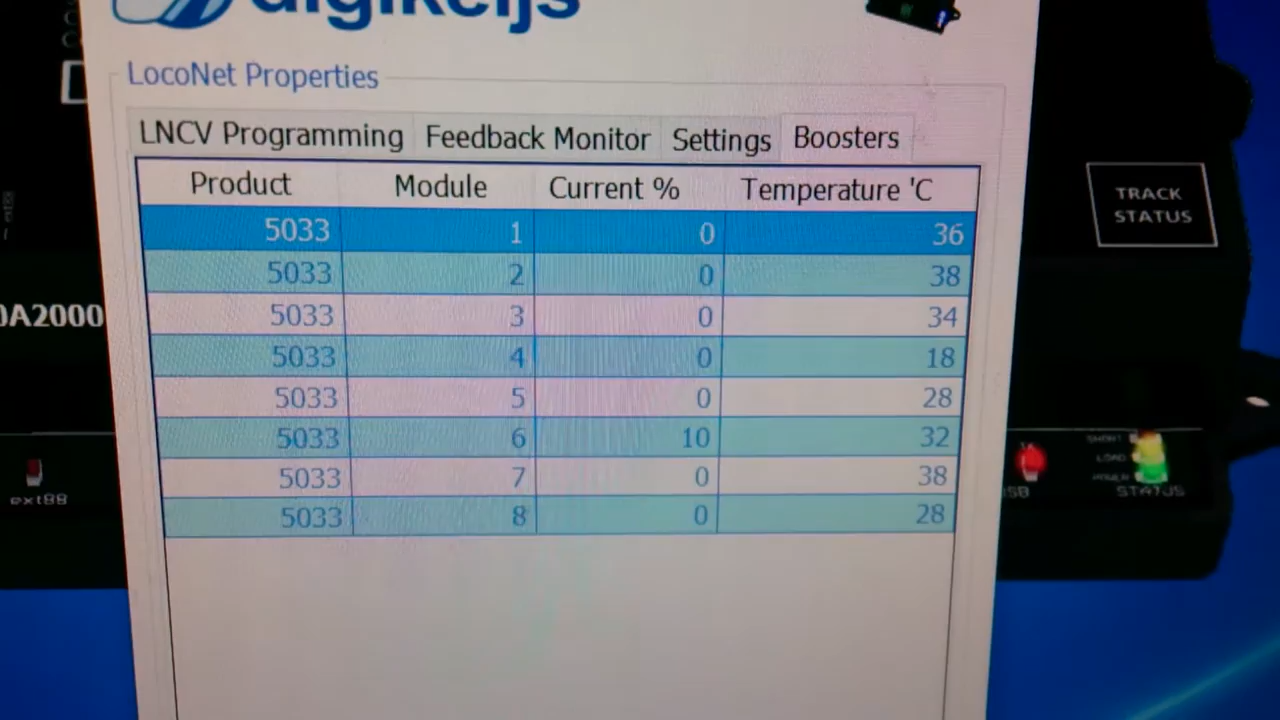 digikeijs
LocoNet Properties
LNCV Programming Feedback Monitor Settings Boosters
Product Module Current % Temperature 'C
5033 1 0 36
5033 2 0 38
5033 3 0 34
5033 4 0 18
5033 5 0 28
5033 6 10 32
5033 7 0 38
5033 8 0 28
TRACK
STATUS
0A2000
ext88
LOAD
STATUS